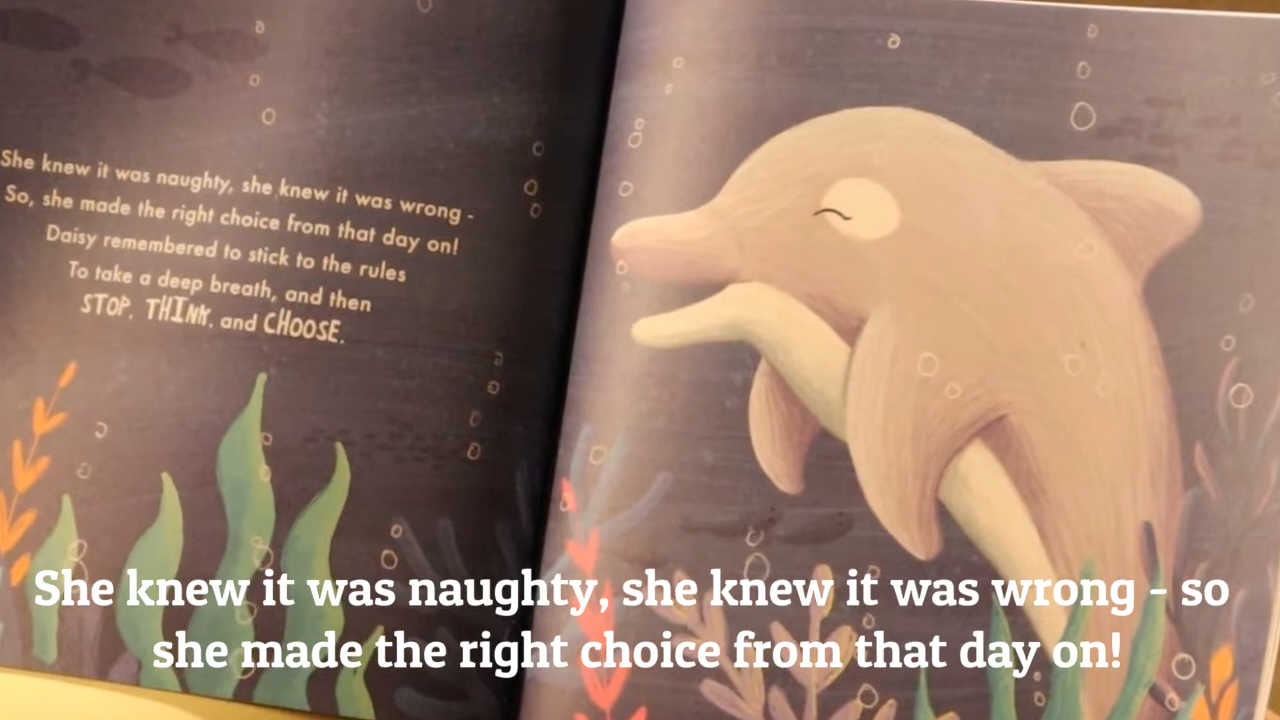 She knew it was naughty, she knew it was wrong -
So, she made the right choice from that day on!
Daisy remembered to stick to the rules
To take a deep breath, and then
STOP, THINK, and CHOOSE.
She knew it was naughty, she knew it was wrong - so
she made the right choice from that day on!